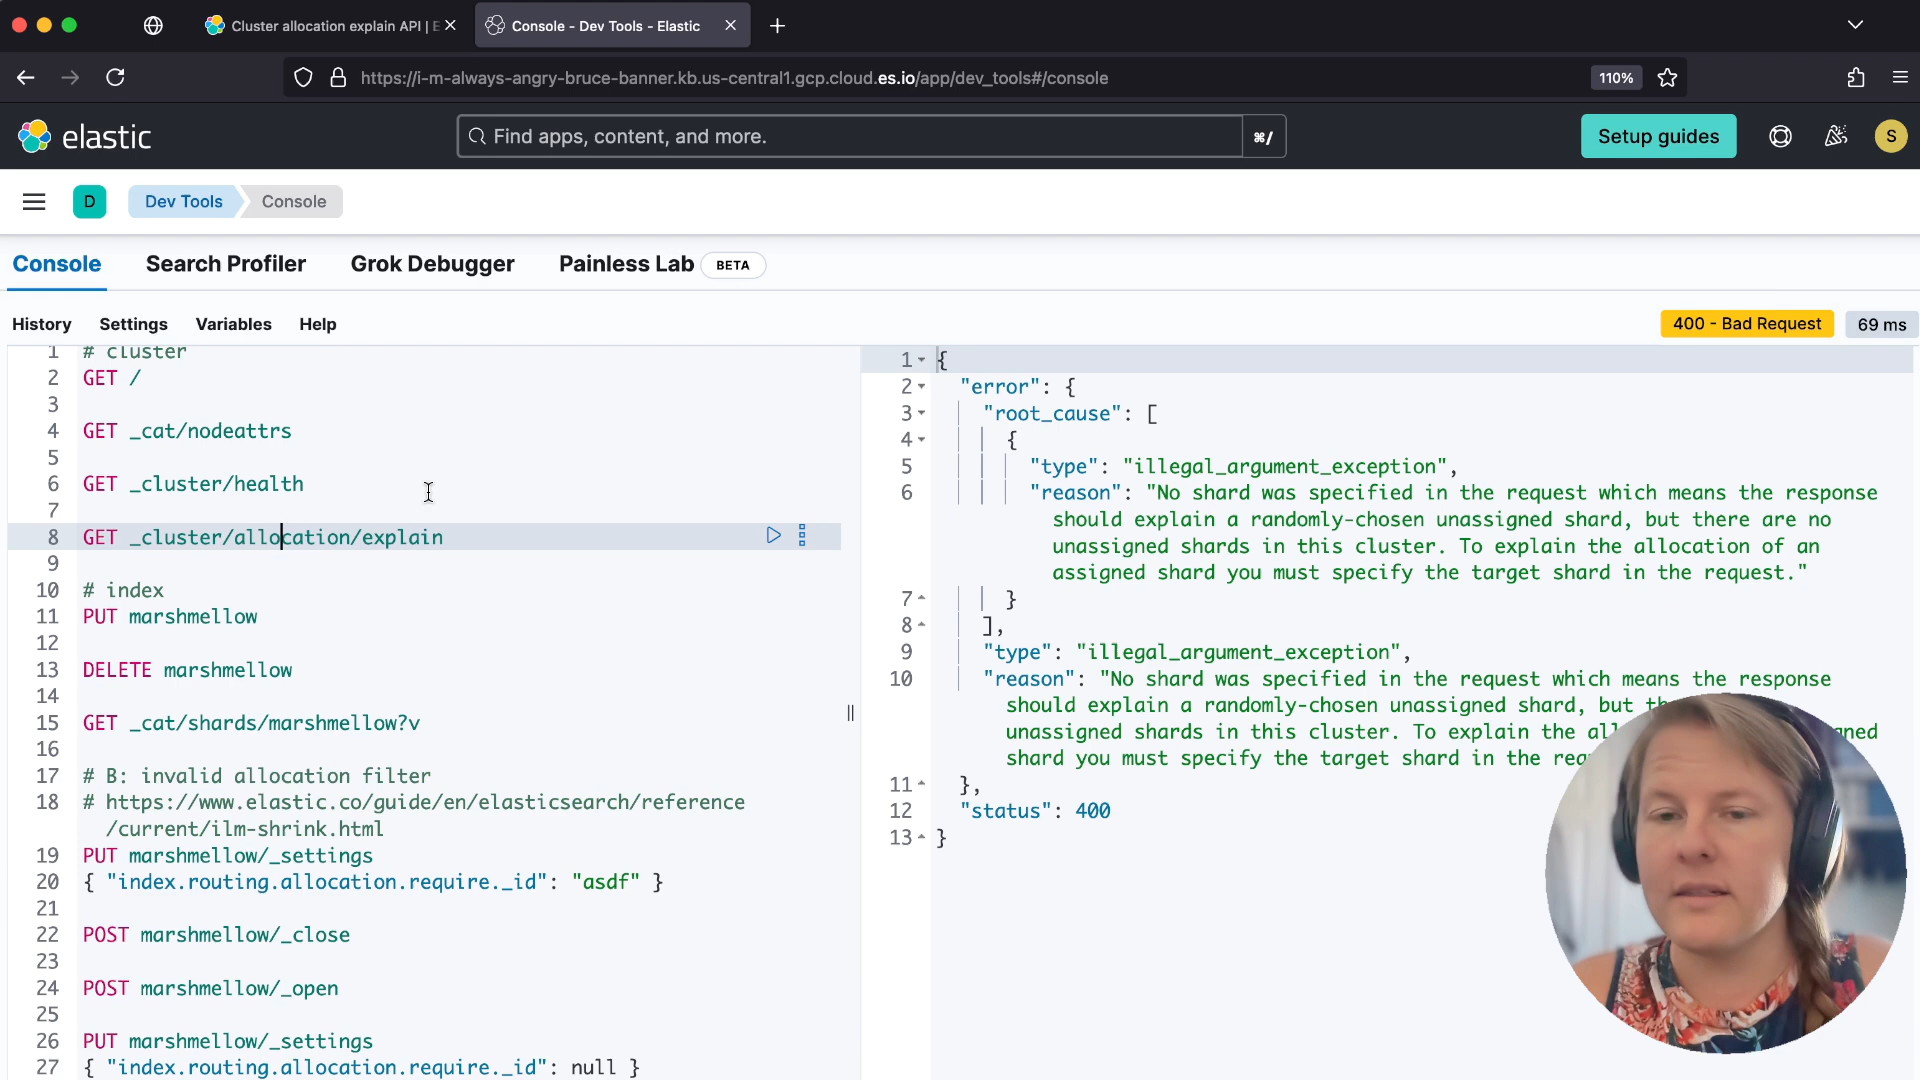 Cluster allocation explain API | E
Console - Dev Tools - Elastic
https://i-m-always-angry-bruce-banner.kb.us-central1.gcp.cloud.es.io/app/dev_tools#/console
110%
elastic
Find apps, content, and more.
⌘/
Setup guides
S
D
Dev Tools
Console
Console
Search Profiler
Grok Debugger
Painless Lab
BETA
History
Settings
Variables
Help
400 - Bad Request
69 ms
1 # cluster
2 GET /
3
4 GET _cat/nodeattrs
5
6 GET _cluster/health
7
8 GET _cluster/allocation/explain
9
10 # index
11 PUT marshmellow
12
13 DELETE marshmellow
14
15 GET _cat/shards/marshmellow?v
16
17 # B: invalid allocation filter
18 # https://www.elastic.co/guide/en/elasticsearch/reference
/current/ilm-shrink.html
19 PUT marshmellow/_settings
20 { "index.routing.allocation.require._id": "asdf" }
21
22 POST marshmellow/_close
23
24 POST marshmellow/_open
25
26 PUT marshmellow/_settings
27 { "index.routing.allocation.require._id": null }
1 {
2 "error": {
3 "root_cause": [
4 {
5 "type": "illegal_argument_exception",
6 "reason": "No shard was specified in the request which means the response
should explain a randomly-chosen unassigned shard, but there are no
unassigned shards in this cluster. To explain the allocation of an
assigned shard you must specify the target shard in the request."
7 }
8 ],
9 "type": "illegal_argument_exception",
10 "reason": "No shard was specified in the request which means the response
should explain a randomly-chosen unassigned shard, but
unassigned shards in this cluster. To explain the
shard you must specify the target shard in the
11 },
12 "status": 400
13 }